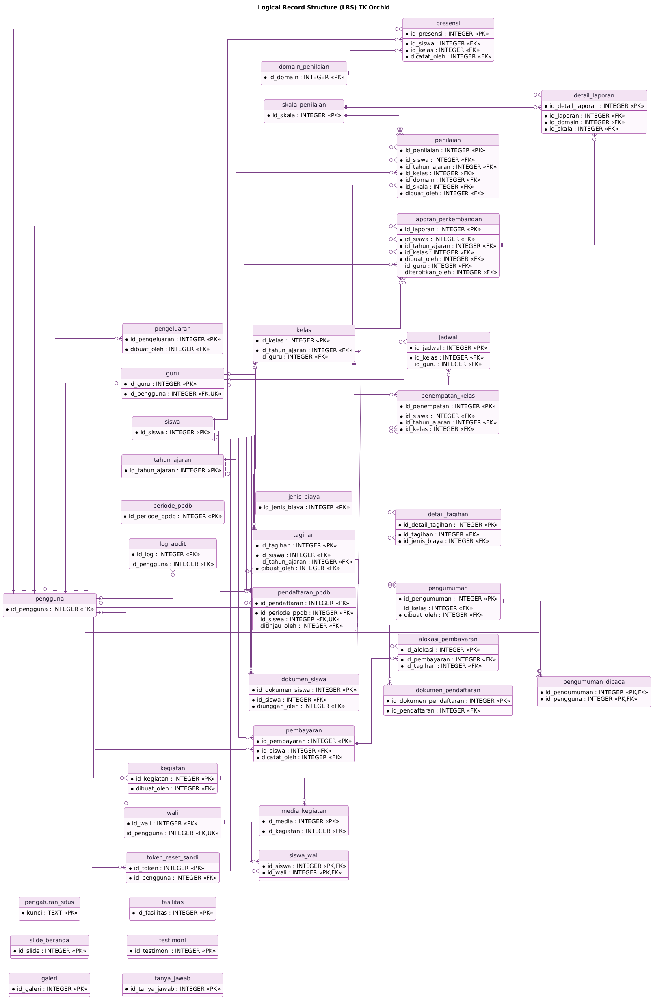 Logical Record Structure (LRS) TK Orchid
presensi
id_presensi : INTEGER «PK»
id_siswa : INTEGER «FK»
id_kelas : INTEGER «FK»
dicatat_oleh : INTEGER «FK»
domain_penilaian
id_domain : INTEGER «PK»
detail_laporan
id_detail_laporan : INTEGER «PK»
id_laporan : INTEGER «FK»
id_domain : INTEGER «FK»
id_skala : INTEGER «FK»
skala_penilaian
id_skala : INTEGER «PK»
penilaian
id_penilaian : INTEGER «PK»
id_siswa : INTEGER «FK»
id_tahun_ajaran : INTEGER «FK»
id_kelas : INTEGER «FK»
id_domain : INTEGER «FK»
id_skala : INTEGER «FK»
dibuat_oleh : INTEGER «FK»
laporan_perkembangan
id_laporan : INTEGER «PK»
id_siswa : INTEGER «FK»
id_tahun_ajaran : INTEGER «FK»
id_kelas : INTEGER «FK»
dibuat_oleh : INTEGER «FK»
id_guru : INTEGER «FK»
diterbitkan_oleh : INTEGER «FK»
pengeluaran
id_pengeluaran : INTEGER «PK»
dibuat_oleh : INTEGER «FK»
kelas
id_kelas : INTEGER «PK»
id_tahun_ajaran : INTEGER «FK»
id_guru : INTEGER «FK»
jadwal
id_jadwal : INTEGER «PK»
id_kelas : INTEGER «FK»
id_guru : INTEGER «FK»
guru
id_guru : INTEGER «PK»
id_pengguna : INTEGER «FK,UK»
penempatan_kelas
id_penempatan : INTEGER «PK»
id_siswa : INTEGER «FK»
id_tahun_ajaran : INTEGER «FK»
id_kelas : INTEGER «FK»
siswa
id_siswa : INTEGER «PK»
tahun_ajaran
id_tahun_ajaran : INTEGER «PK»
jenis_biaya
id_jenis_biaya : INTEGER «PK»
periode_ppdb
id_periode_ppdb : INTEGER «PK»
detail_tagihan
id_detail_tagihan : INTEGER «PK»
id_tagihan : INTEGER «FK»
id_jenis_biaya : INTEGER «FK»
tagihan
id_tagihan : INTEGER «PK»
id_siswa : INTEGER «FK»
id_tahun_ajaran : INTEGER «FK»
dibuat_oleh : INTEGER «FK»
log_audit
id_log : INTEGER «PK»
id_pengguna : INTEGER «FK»
pengguna
id_pengguna : INTEGER «PK»
pendaftaran_ppdb
id_pendaftaran : INTEGER «PK»
id_periode_ppdb : INTEGER «FK»
id_siswa : INTEGER «FK,UK»
ditinjau_oleh : INTEGER «FK»
pengumuman
id_pengumuman : INTEGER «PK»
id_kelas : INTEGER «FK»
dibuat_oleh : INTEGER «FK»
alokasi_pembayaran
id_alokasi : INTEGER «PK»
id_pembayaran : INTEGER «FK»
id_tagihan : INTEGER «FK»
dokumen_siswa
id_dokumen_siswa : INTEGER «PK»
id_siswa : INTEGER «FK»
diunggah_oleh : INTEGER «FK»
dokumen_pendaftaran
id_dokumen_pendaftaran : INTEGER «PK»
id_pendaftaran : INTEGER «FK»
pengumuman_dibaca
id_pengumuman : INTEGER «PK,FK»
id_pengguna : INTEGER «PK,FK»
pembayaran
id_pembayaran : INTEGER «PK»
id_siswa : INTEGER «FK»
dicatat_oleh : INTEGER «FK»
kegiatan
id_kegiatan : INTEGER «PK»
dibuat_oleh : INTEGER «FK»
wali
id_wali : INTEGER «PK»
id_pengguna : INTEGER «FK,UK»
media_kegiatan
id_media : INTEGER «PK»
id_kegiatan : INTEGER «FK»
token_reset_sandi
id_token : INTEGER «PK»
id_pengguna : INTEGER «FK»
siswa_wali
id_siswa : INTEGER «PK,FK»
id_wali : INTEGER «PK,FK»
pengaturan_situs
kunci : TEXT «PK»
fasilitas
id_fasilitas : INTEGER «PK»
slide_beranda
id_slide : INTEGER «PK»
testimoni
id_testimoni : INTEGER «PK»
galeri
id_galeri : INTEGER «PK»
tanya_jawab
id_tanya_jawab : INTEGER «PK»